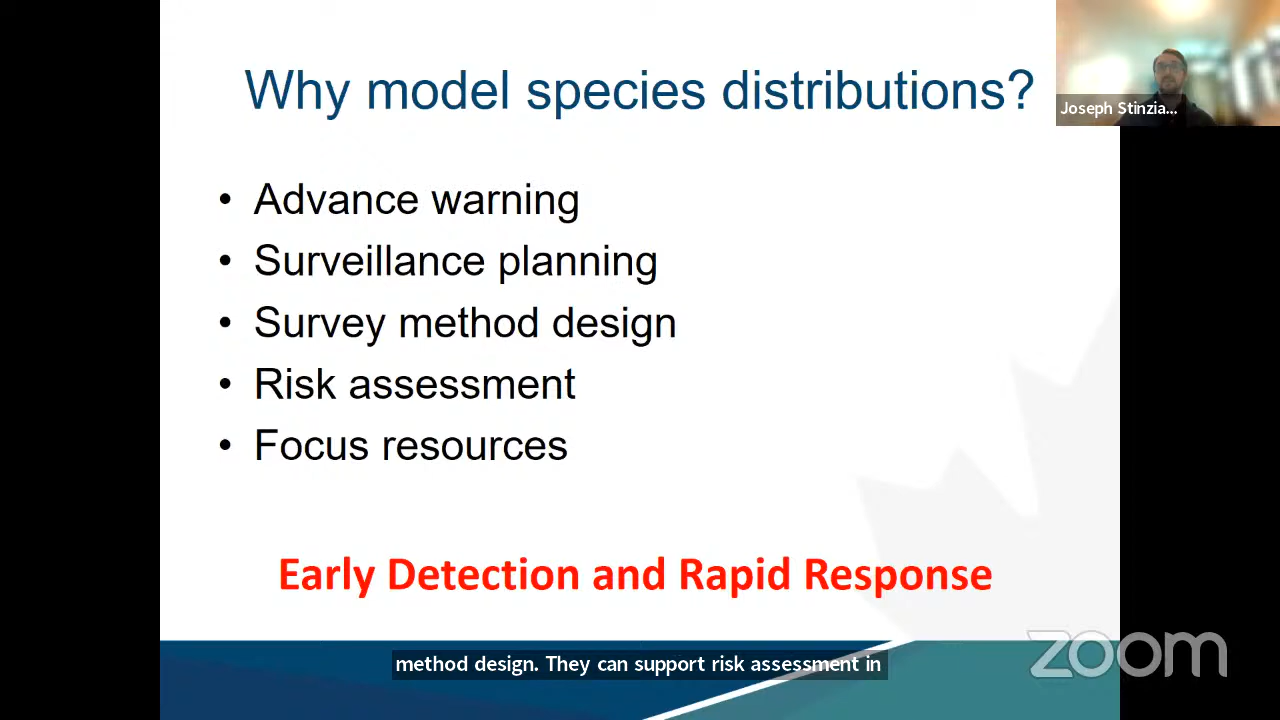 Why model species distributions?
Joseph Stinzia...
• Advance warning
• Surveillance planning
• Survey method design
• Risk assessment
• Focus resources
Early Detection and Rapid Response
zoom
method design. They can support risk assessment in